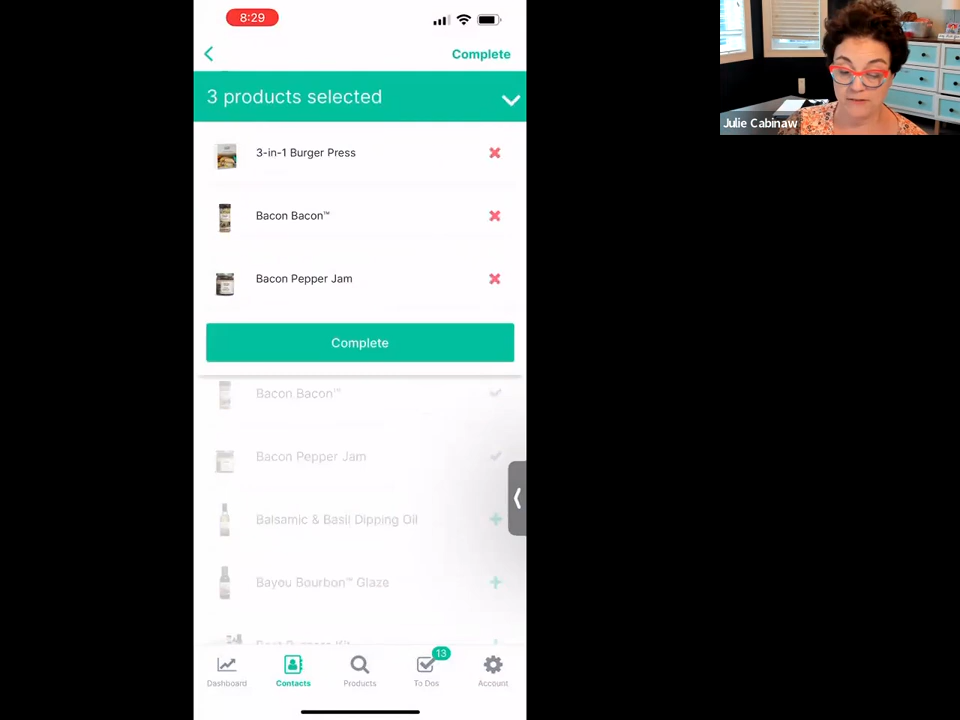 8:29
Complete
3 products selected
3-in-1 Burger Press
Bacon Bacon™
Bacon Pepper Jam
Complete
Bacon Bacon™
Bacon Pepper Jam
Balsamic & Basil Dipping Oil
Bayou Bourbon™ Glaze
13
Dashboard
Contacts
Products
To Dos
Account
Julie Cabinaw